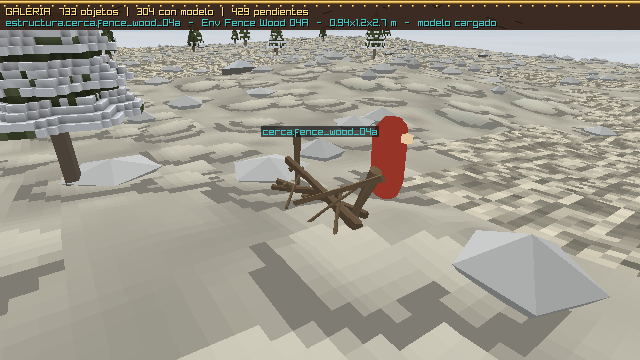 GALERÍA 733 objetos | 304 con modelo | 429 pendientes
estructura.cerca.fence_wood_04a - Env Fence Wood 04A - 0.94x1.2x2.7 m - modelo cargado
cerca.fence_wood_04a